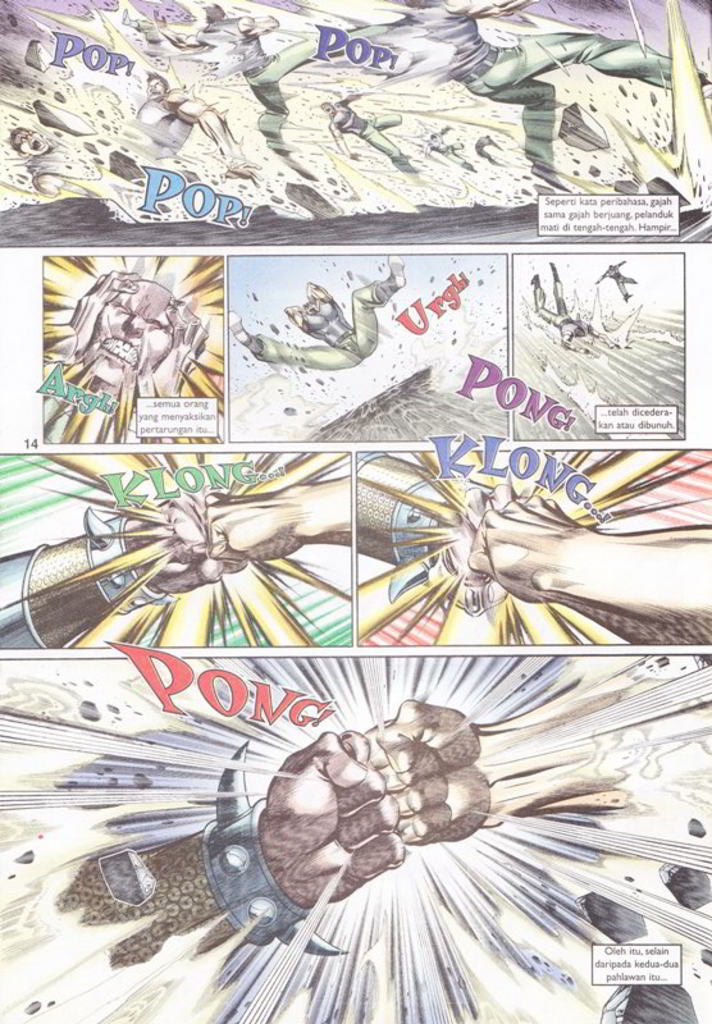 POP!
POP!
POP!
Seperti kata peribahasa, gajah
sama gajah berjuang, pelanduk
mati di tengah-tengah. Hampir...
Argh!
...semua orang
yang menyaksikan
pertarungan itu...
Urgh!
PONG!
...telah dicedera-
kan atau dibunuh.
14
KLONG...!
KLONG...!
PONG!
Oleh itu, selain
daripada kedua-dua
pahlawan itu...